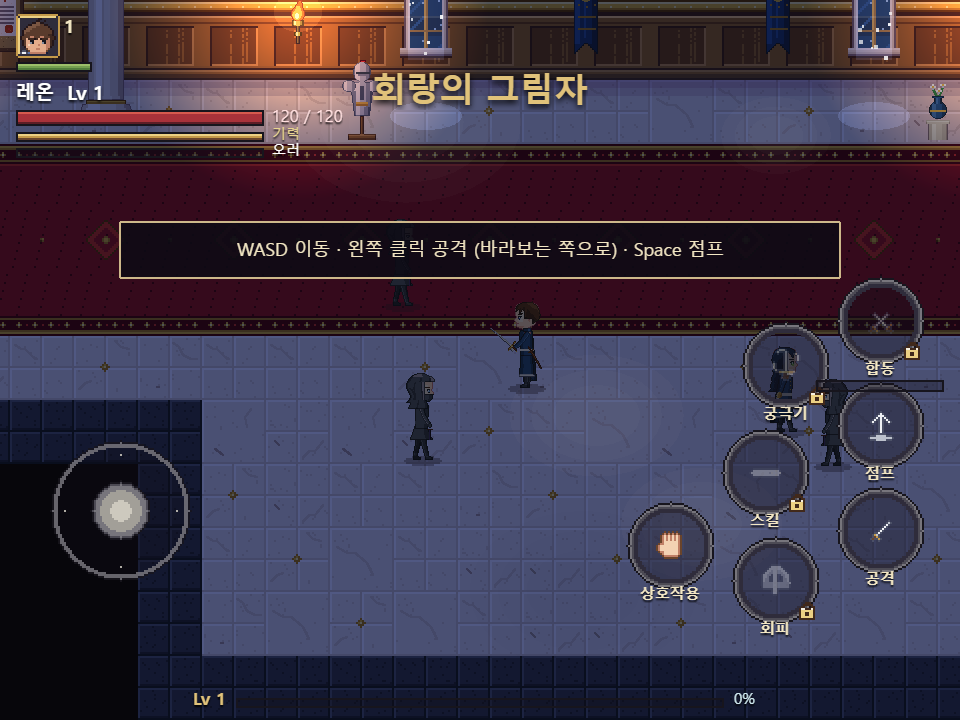 1
레온 Lv 1
회랑의 그림자
120 / 120
기력
오러
WASD 이동 · 왼쪽 클릭 공격 (바라보는 쪽으로) · Space 점프
합동
궁극기
점프
스킬
공격
상호작용
회피
Lv 1
0%